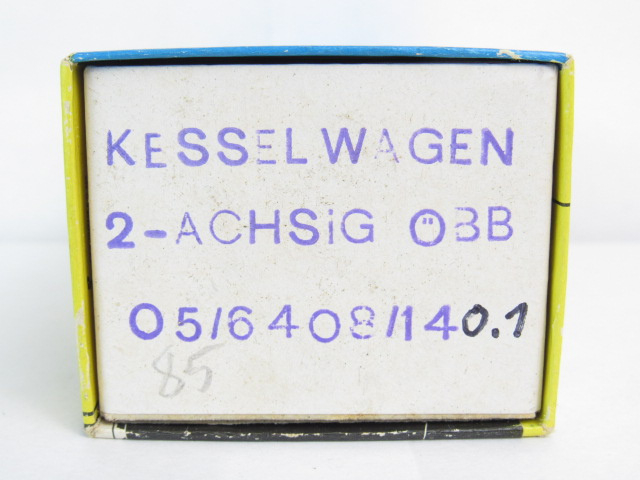 KESSELWAGEN
2-ACHSiG ÖBB
05/6408/140.1
85